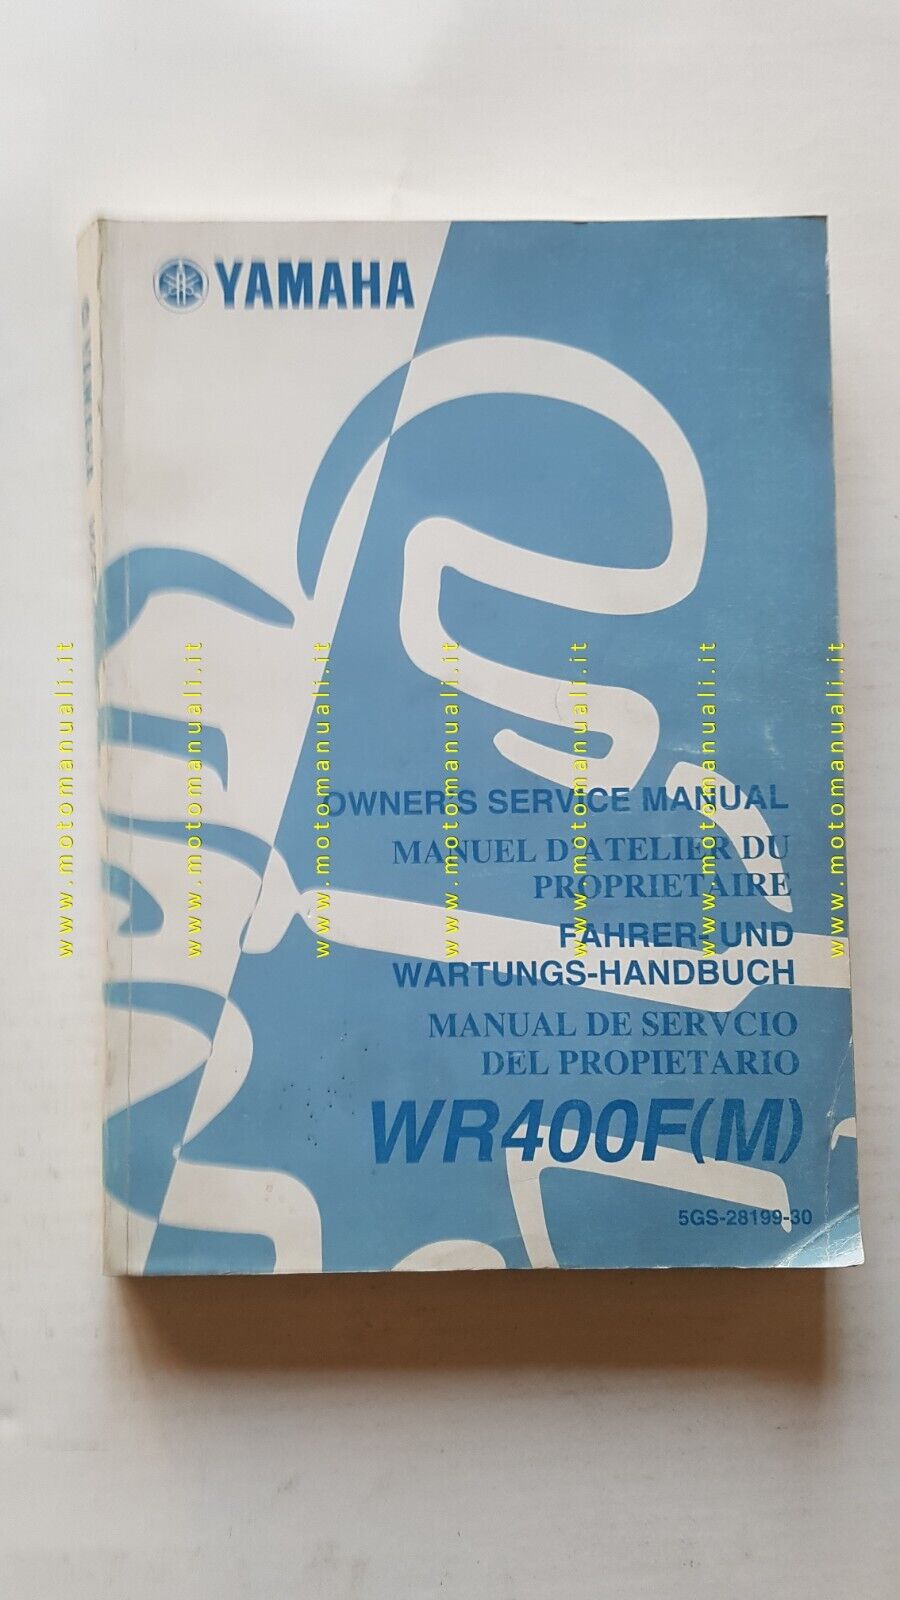 YAMAHA
OWNER'S SERVICE MANUAL
MANUEL D'ATELIER DU
PROPRIETAIRE
FAHRER- UND
WARTUNGS-HANDBUCH
MANUAL DE SERVCIO
DEL PROPIETARIO
WR400F(M)
5GS-28199-30
www.motomanuali.it
www.motomanuali.it
www.motomanuali.it
www.motomanuali.it
www.motomanuali.it
www.motomanuali.it
www.motomanuali.it